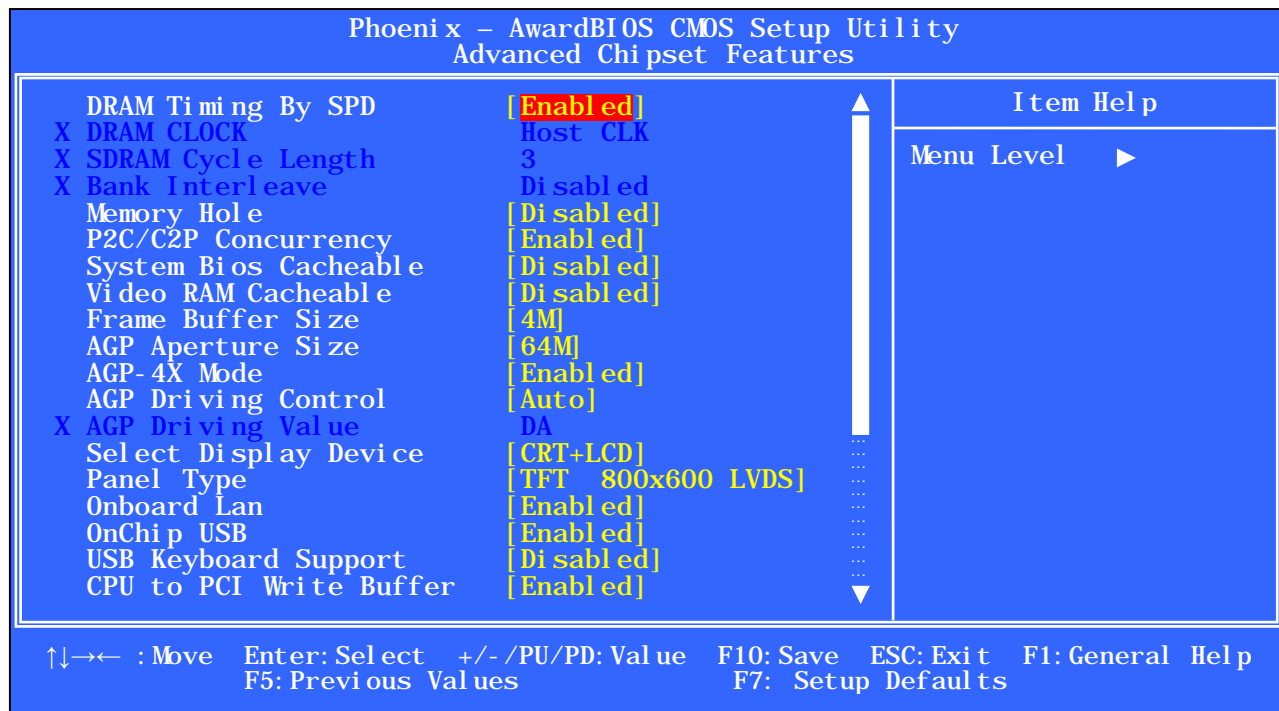 Phoenix – AwardBIOS CMOS Setup Utility
Advanced Chipset Features
DRAM Timing By SPD [Enabled]
X DRAM CLOCK Host CLK
X SDRAM Cycle Length 3
X Bank Interleave Disabled
Memory Hole [Disabled]
P2C/C2P Concurrency [Enabled]
System Bios Cacheable [Disabled]
Video RAM Cacheable [Disabled]
Frame Buffer Size [4M]
AGP Aperture Size [64M]
AGP-4X Mode [Enabled]
AGP Driving Control [Auto]
X AGP Driving Value DA
Select Display Device [CRT+LCD]
Panel Type [TFT 800x600 LVDS]
Onboard Lan [Enabled]
OnChip USB [Enabled]
USB Keyboard Support [Disabled]
CPU to PCI Write Buffer [Enabled]
Item Help
Menu Level ►
↑↓→← :Move Enter:Select +/-/PU/PD:Value F10:Save ESC:Exit F1:General Help
F5:Previous Values F7: Setup Defaults